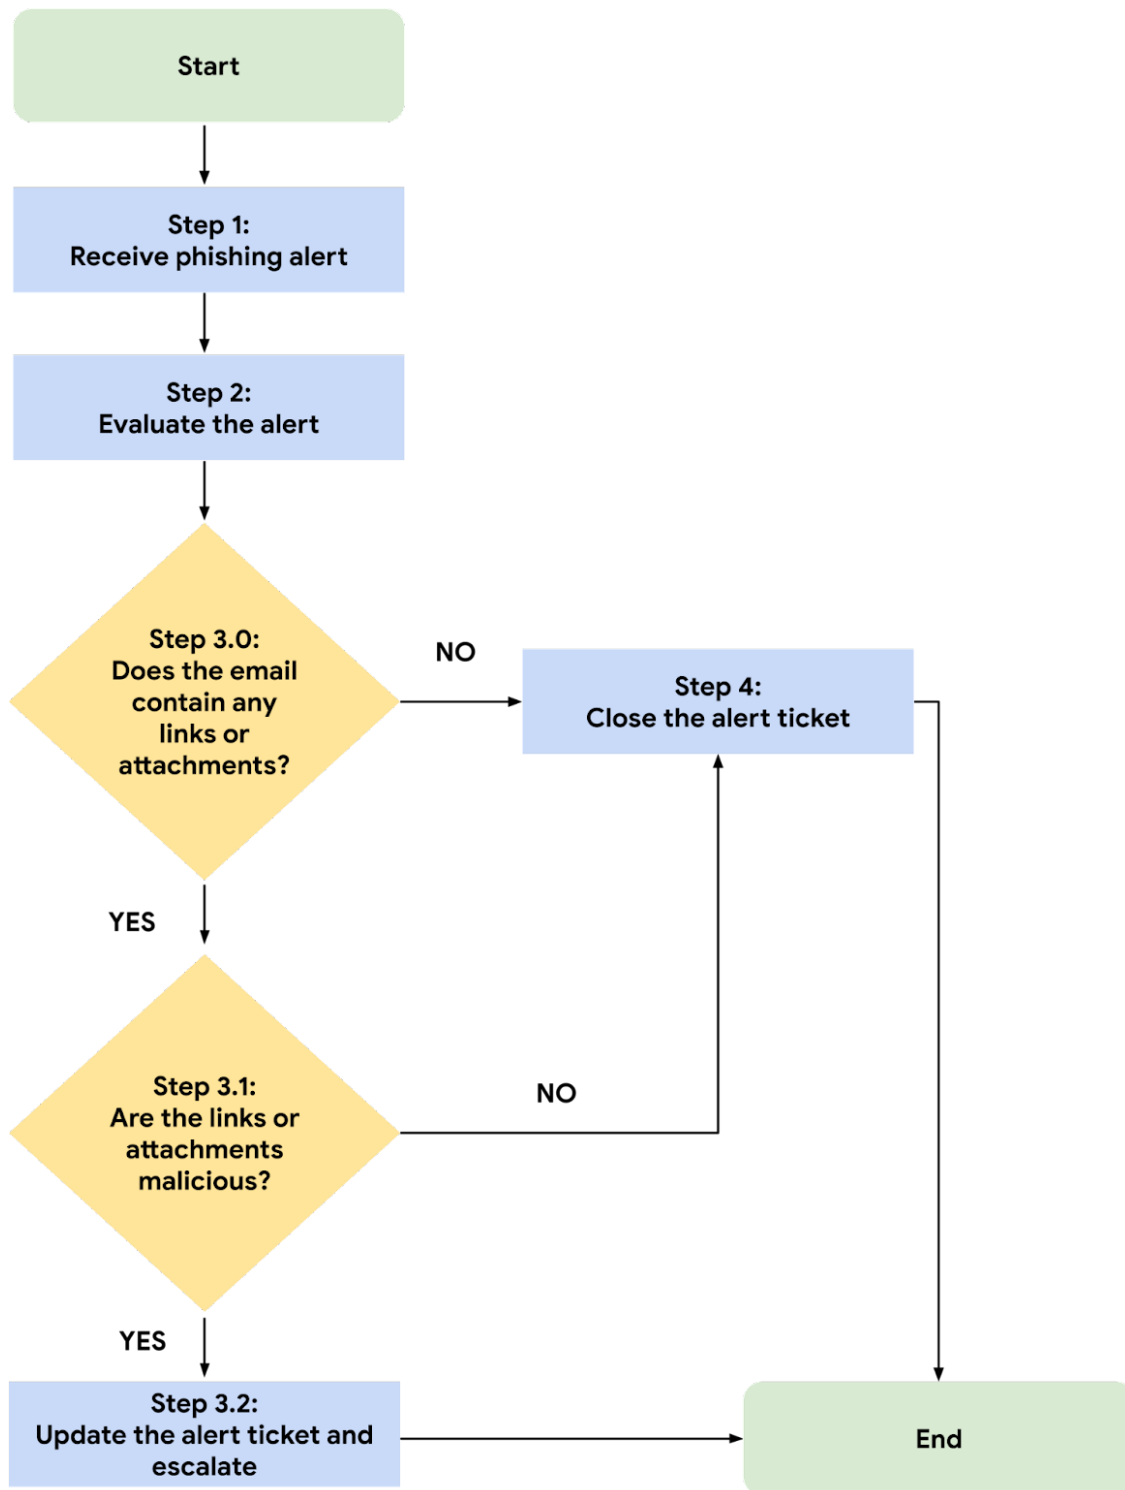 Start
Step 1:
Receive phishing alert
Step 2:
Evaluate the alert
Step 3.0:
Does the email
contain any
links or
attachments?
NO
Step 4:
Close the alert ticket
YES
Step 3.1:
Are the links or
attachments
malicious?
NO
YES
Step 3.2:
Update the alert ticket and
escalate
End